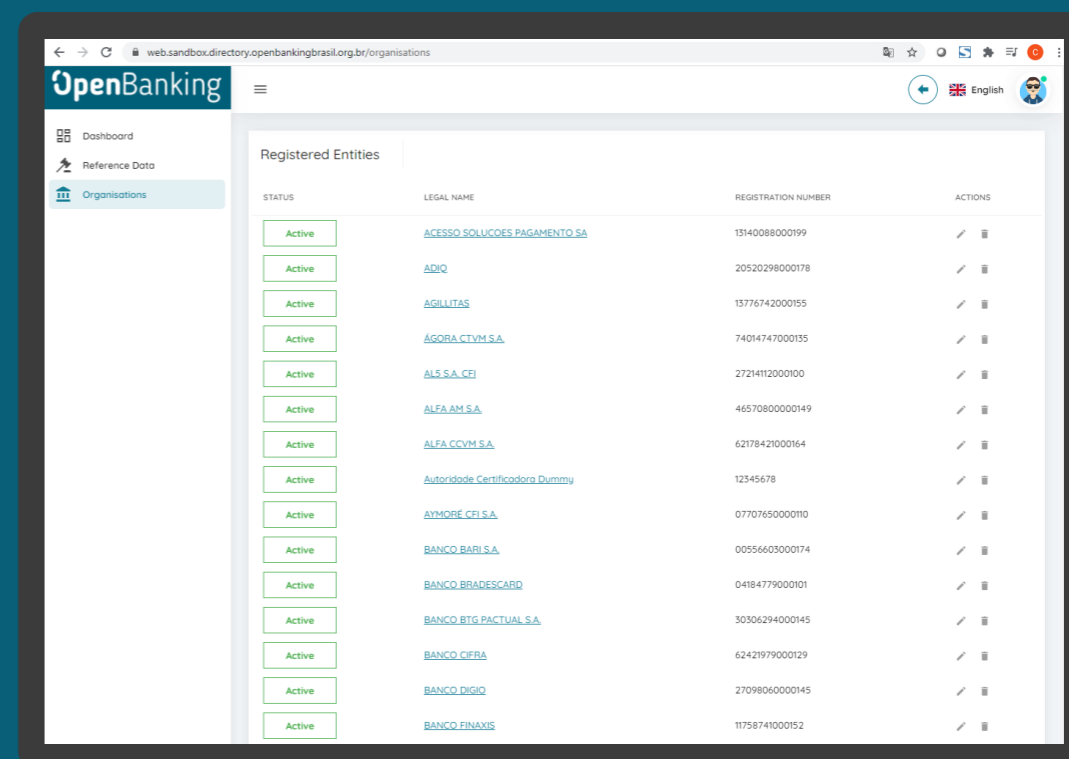 web.sandbox.directory.openbankingbrasil.org.br/organisations
C
OpenBanking
English
Dashboard
Reference Data
Organisations
Registered Entities
STATUS LEGAL NAME REGISTRATION NUMBER ACTIONS
Active ACESSO SOLUCOES PAGAMENTO SA 13140088000199
Active ADIQ 20520298000178
Active AGILLITAS 13776742000155
Active ÁGORA CTVM S.A. 74014747000135
Active AL5 S.A. CFI 27214112000100
Active ALFA AM S.A. 46570800000149
Active ALFA CCVM S.A. 62178421000164
Active Autoridade Certificadora Dummy 12345678
Active AYMORÉ CFI S.A. 07707650000110
Active BANCO BARI S.A. 00556603000174
Active BANCO BRADESCARD 04184779000101
Active BANCO BTG PACTUAL S.A. 30306294000145
Active BANCO CIFRA 62421979000129
Active BANCO DIGIO 27098060000145
Active BANCO FINAXIS 11758741000152